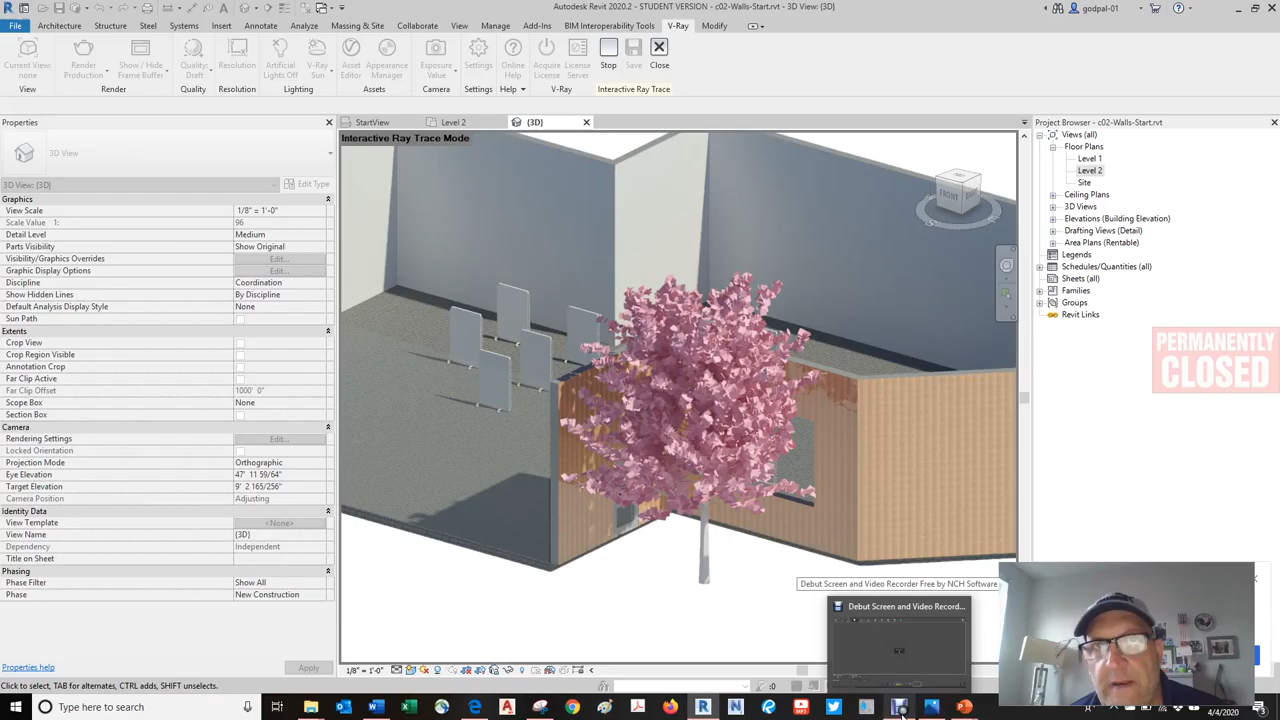 Autodesk Revit 2020.2 - STUDENT VERSION - c02-Walls-Start.rvt - 3D View: {3D}
godpal-01
File Architecture Structure Steel Systems Insert Annotate Analyze Massing & Site Collaborate View Manage Add-Ins BIM Interoperability Tools V-Ray Modify
Current View: none
Render Production
Show / Hide Frame Buffer
Quality: Draft
Resolution
Artificial Lights Off
V-Ray Sun
Asset Editor
Appearance Manager
Exposure Value
Settings
Online Help
Acquire License
License Server
Stop
Save
Close
View Render Quality Resolution Lighting Assets Camera Settings Help V-Ray Interactive Ray Trace
Properties
StartView
Level 2
{3D}
Project Browser - c02-Walls-Start.rvt
3D View
3D View: {3D}
Edit Type
Graphics
View Scale 1/8" = 1'-0"
Scale Value 1: 96
Detail Level Medium
Parts Visibility Show Original
Visibility/Graphics Overrides Edit...
Graphic Display Options Edit...
Discipline Coordination
Show Hidden Lines By Discipline
Default Analysis Display Style None
Sun Path
Extents
Crop View
Crop Region Visible
Annotation Crop
Far Clip Active
Far Clip Offset 1000' 0"
Scope Box None
Section Box
Camera
Rendering Settings Edit...
Locked Orientation
Projection Mode Orthographic
Eye Elevation 47' 11 59/64"
Target Elevation 9' 2 165/256"
Camera Position Adjusting
Identity Data
View Template <None>
View Name {3D}
Dependency Independent
Title on Sheet
Phasing
Phase Filter Show All
Phase New Construction
Properties help
Apply
Interactive Ray Trace Mode
FRONT
Views (all)
Floor Plans
Level 1
Level 2
Site
Ceiling Plans
3D Views
Elevations (Building Elevation)
Drafting Views (Detail)
Area Plans (Rentable)
Legends
Schedules/Quantities (all)
Sheets (all)
Families
Groups
Revit Links
PERMANENTLY
CLOSED
Debut Screen and Video Recorder Free by NCH Software
Debut Screen and Video Record...
1/8" = 1'-0"
Click to select, TAB for alternates, CTRL adds, SHIFT unselects.
:0
Type here to search
4/4/2020